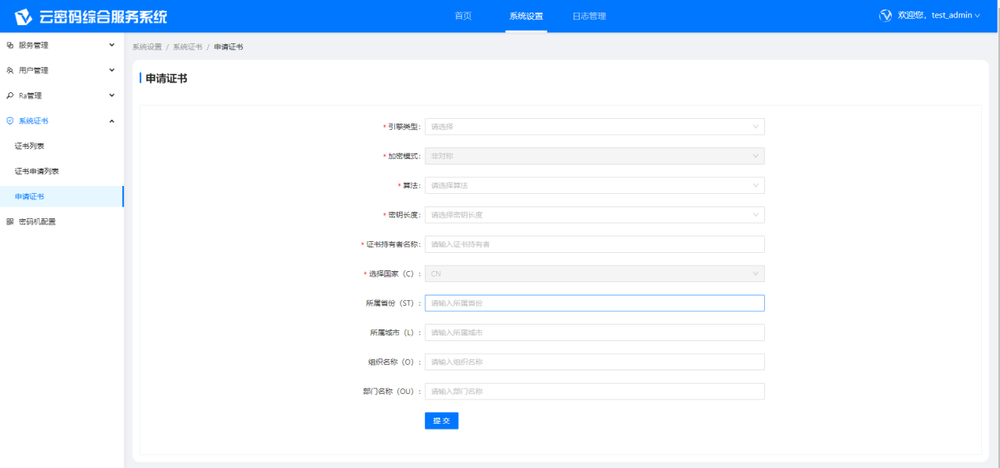 云密码综合服务系统
首页
系统设置
日志管理
欢迎您，test_admin
服务管理
用户管理
Ra管理
系统证书
证书列表
证书申请列表
申请证书
密码机配置
系统设置 / 系统证书 / 申请证书
申请证书
* 引擎类型: 请选择
* 加密模式: 非对称
* 算法: 请选择算法
* 密钥长度: 请选择密钥长度
* 证书持有者名称: 请输入证书持有者
* 选择国家（C）: CN
所属省份（ST）: 请输入所属省份
所属城市（L）: 请输入所属城市
组织名称（O）: 请输入组织名称
部门名称（OU）: 请输入部门名称
提 交